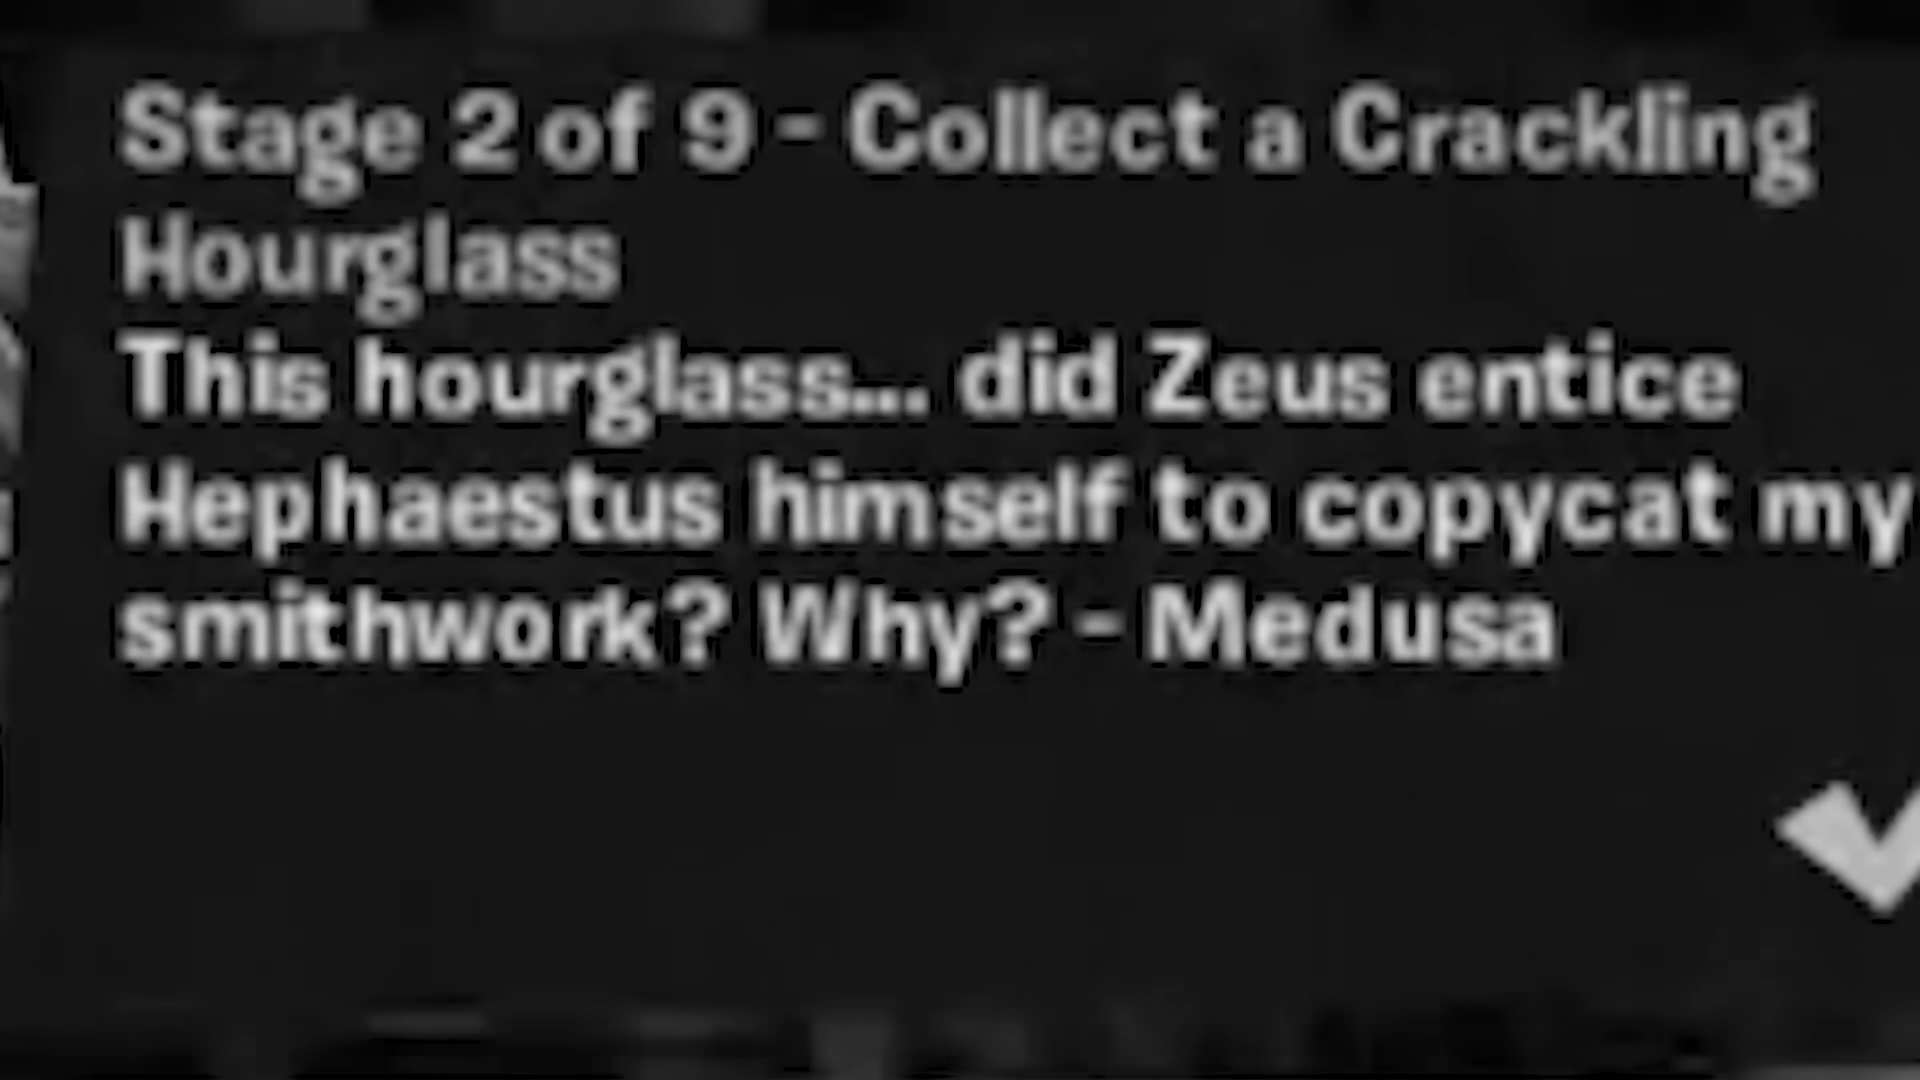 Stage 2 of 9 - Collect a Crackling
Hourglass
This hourglass... did Zeus entice
Hephaestus himself to copycat my
smithwork? Why? - Medusa